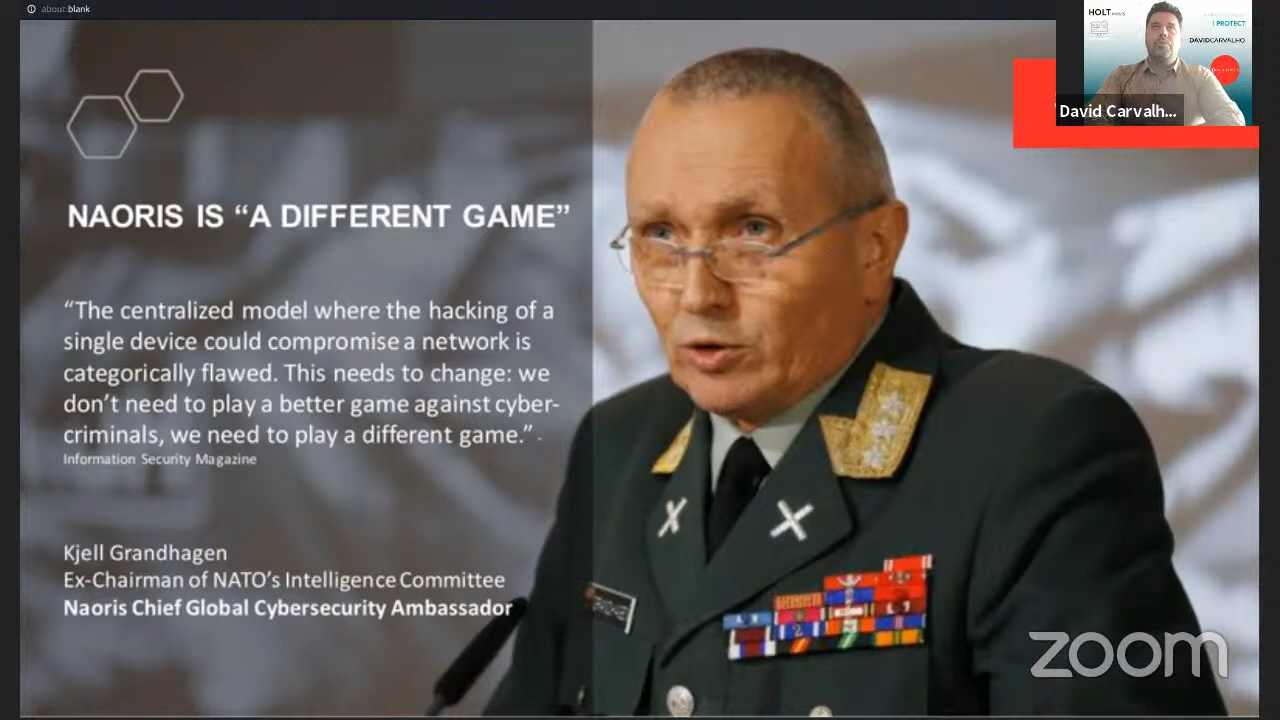 about:blank
HOLT
I PROTECT
DAVIDCARVALHO
David Carvalh...
NAORIS IS “A DIFFERENT GAME”
“The centralized model where the hacking of a
single device could compromise a network is
categorically flawed. This needs to change: we
don’t need to play a better game against cyber-
criminals, we need to play a different game.” -
Information Security Magazine
Kjell Grandhagen
Ex-Chairman of NATO’s Intelligence Committee
Naoris Chief Global Cybersecurity Ambassador
zoom